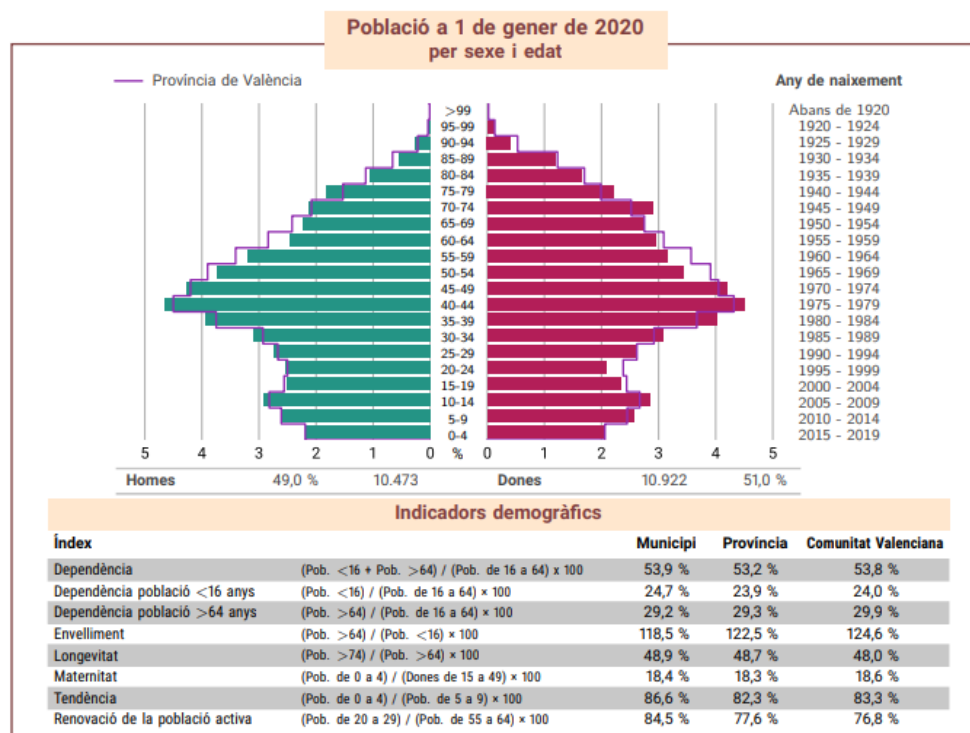 Població a 1 de gener de 2020
per sexe i edat
Província de València
Any de naixement
>99 Abans de 1920
95-99 1920 - 1924
90-94 1925 - 1929
85-89 1930 - 1934
80-84 1935 - 1939
75-79 1940 - 1944
70-74 1945 - 1949
65-69 1950 - 1954
60-64 1955 - 1959
55-59 1960 - 1964
50-54 1965 - 1969
45-49 1970 - 1974
40-44 1975 - 1979
35-39 1980 - 1984
30-34 1985 - 1989
25-29 1990 - 1994
20-24 1995 - 1999
15-19 2000 - 2004
10-14 2005 - 2009
5-9 2010 - 2014
0-4 2015 - 2019
5 4 3 2 1 0 % 0 1 2 3 4 5
Homes 49,0 % 10.473 Dones 10.922 51,0 %
Indicadors demogràfics
Índex Municipi Província Comunitat Valenciana
Dependència (Pob. <16 + Pob. >64) / (Pob. de 16 a 64) x 100 53,9 % 53,2 % 53,8 %
Dependència població <16 anys (Pob. <16) / (Pob. de 16 a 64) × 100 24,7 % 23,9 % 24,0 %
Dependència població >64 anys (Pob. >64) / (Pob. de 16 a 64) × 100 29,2 % 29,3 % 29,9 %
Envelliment (Pob. >64) / (Pob. <16) × 100 118,5 % 122,5 % 124,6 %
Longevitat (Pob. >74) / (Pob. >64) × 100 48,9 % 48,7 % 48,0 %
Maternitat (Pob. de 0 a 4) / (Dones de 15 a 49) × 100 18,4 % 18,3 % 18,6 %
Tendència (Pob. de 0 a 4) / (Pob. de 5 a 9) × 100 86,6 % 82,3 % 83,3 %
Renovació de la població activa (Pob. de 20 a 29) / (Pob. de 55 a 64) × 100 84,5 % 77,6 % 76,8 %